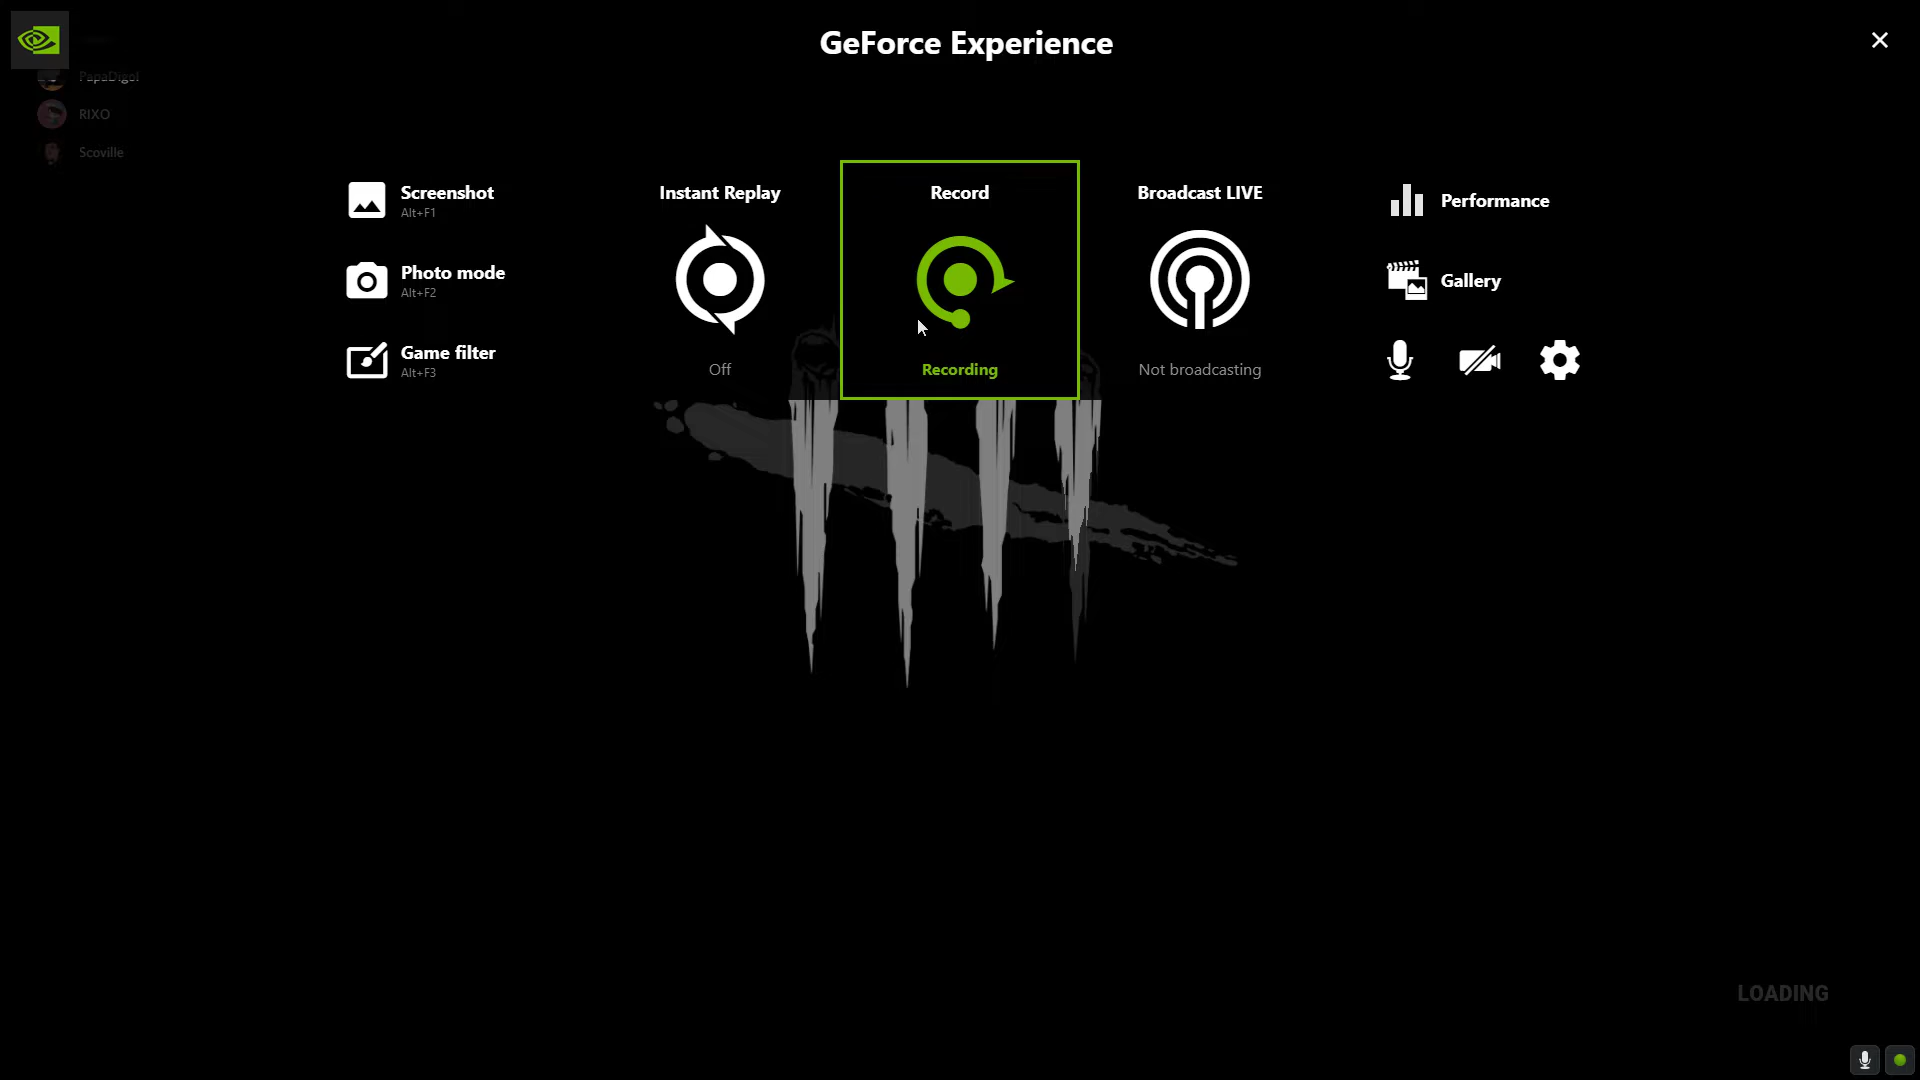 GeForce Experience
PapaDigol
RIXO
Scoville
Screenshot
Alt+F1
Photo mode
Alt+F2
Game filter
Alt+F3
Instant Replay
Off
Record
Recording
Broadcast LIVE
Not broadcasting
Performance
Gallery
LOADING